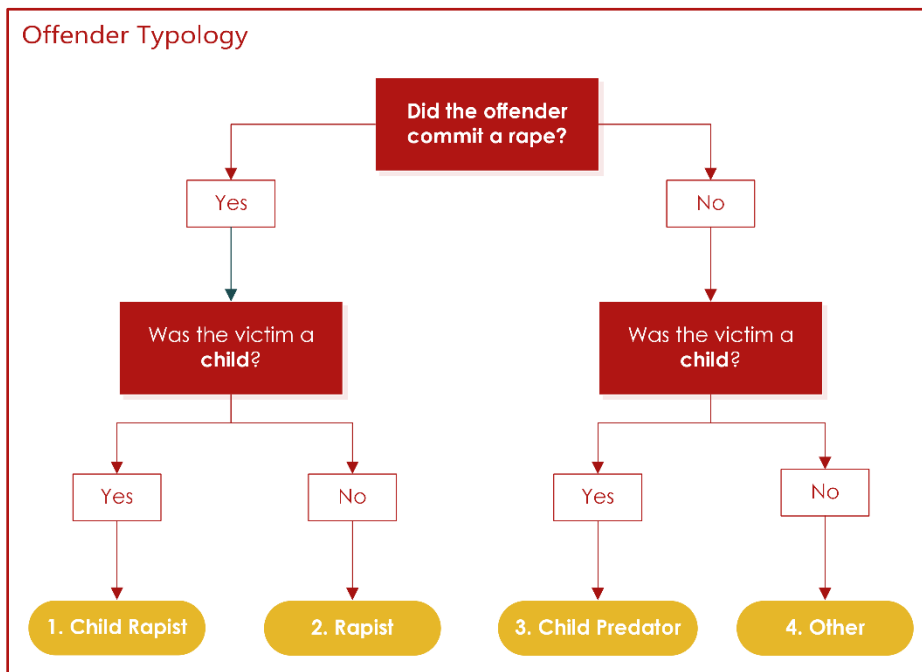 Offender Typology
Did the offender
commit a rape?
Yes
No
Was the victim a
child?
Was the victim a
child?
Yes
No
Yes
No
1. Child Rapist
2. Rapist
3. Child Predator
4. Other